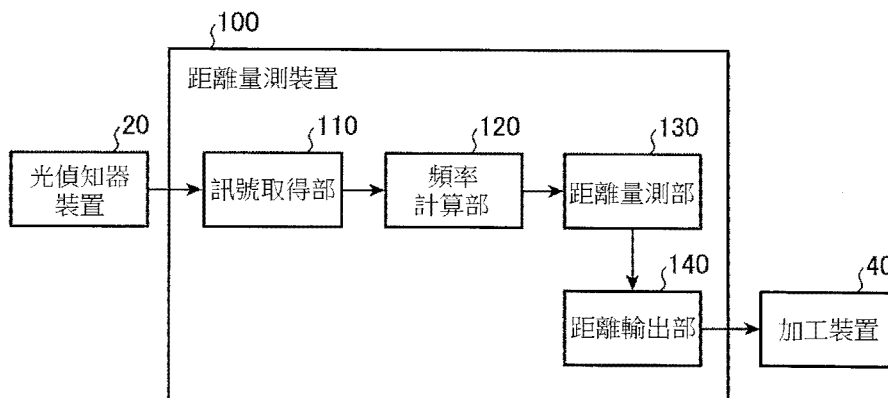 100
距離量測裝置
20
光偵知器
裝置
110
訊號取得部
120
頻率
計算部
130
距離量測部
140
距離輸出部
40
加工裝置